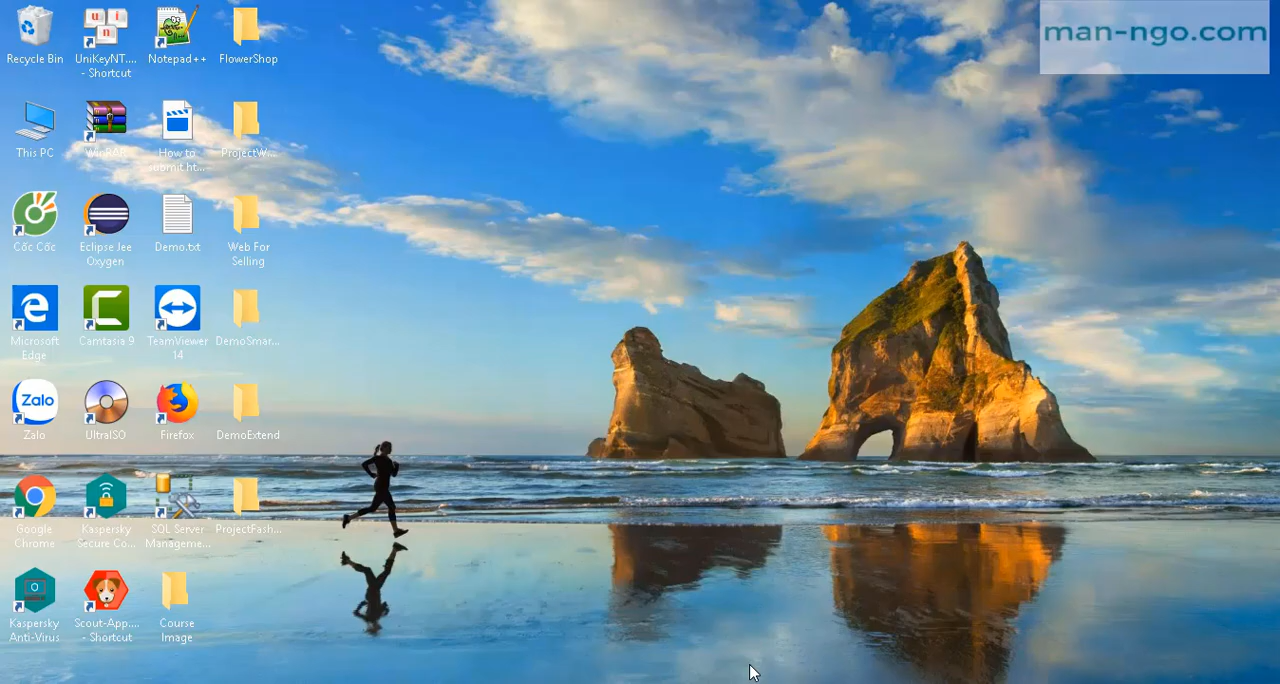 man-ngo.com
Recycle Bin
UniKeyNT....
- Shortcut
Notepad++
FlowerShop
This PC
WinRAR
How to
submit ht...
ProjectW...
Cốc Cốc
Eclipse Jee
Oxygen
Demo.txt
Web For
Selling
Microsoft
Edge
Camtasia 9
TeamViewer
14
DemoSmar...
Zalo
Zalo
UltraISO
Firefox
DemoExtend
Google
Chrome
Kaspersky
Secure Co...
SQL Server
Manageme...
ProjectFash...
Kaspersky
Anti-Virus
Scout-App....
- Shortcut
Course
Image